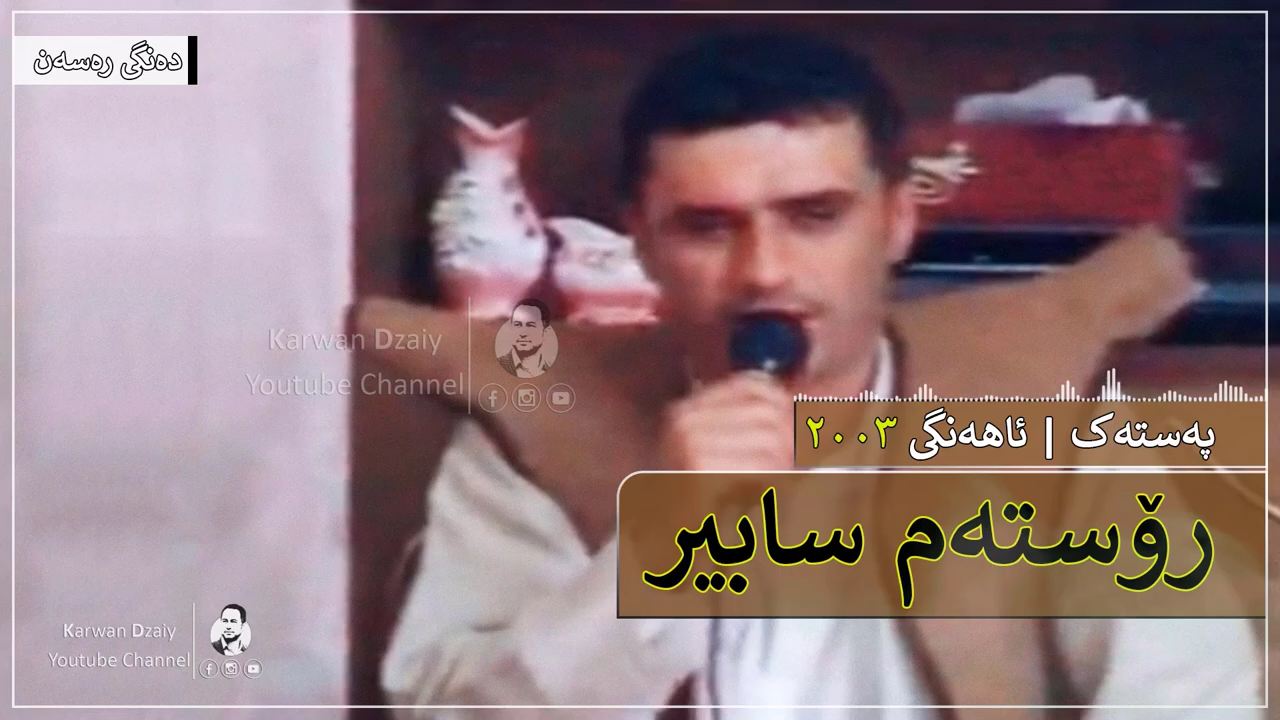 دەنگی ڕەسەن
Karwan Dzaiy
Youtube Channel
پەستەک | ئاهەنگی ٢٠٠٣
ڕۆستەم سابیر
Karwan Dzaiy
Youtube Channel